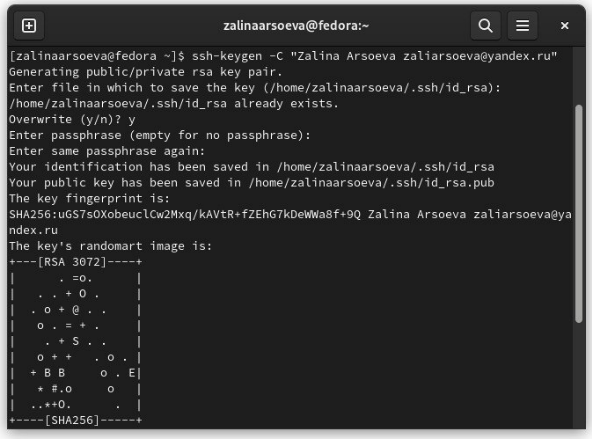 zalinaarsoeva@fedora:~
[zalinaarsoeva@fedora ~]$ ssh-keygen -C "Zalina Arsoeva zaliarsoeva@yandex.ru"
Generating public/private rsa key pair.
Enter file in which to save the key (/home/zalinaarsoeva/.ssh/id_rsa):
/home/zalinaarsoeva/.ssh/id_rsa already exists.
Overwrite (y/n)? y
Enter passphrase (empty for no passphrase):
Enter same passphrase again:
Your identification has been saved in /home/zalinaarsoeva/.ssh/id_rsa
Your public key has been saved in /home/zalinaarsoeva/.ssh/id_rsa.pub
The key fingerprint is:
SHA256:uGS7sOXobeuclCw2Mxq/kAVtR+fZEhG7kDeWWa8f+9Q Zalina Arsoeva zaliarsoeva@ya
ndex.ru
The key's randomart image is:
+---[RSA 3072]----+
|      . =o.      |
|   . . + O .     |
|  . o + @ . .    |
|   o . = + .     |
|    . + S . .    |
|   o + +   . o . |
|  + B B     o . E|
|   * #.o     o   |
|  ..*+O.      .  |
+----[SHA256]-----+